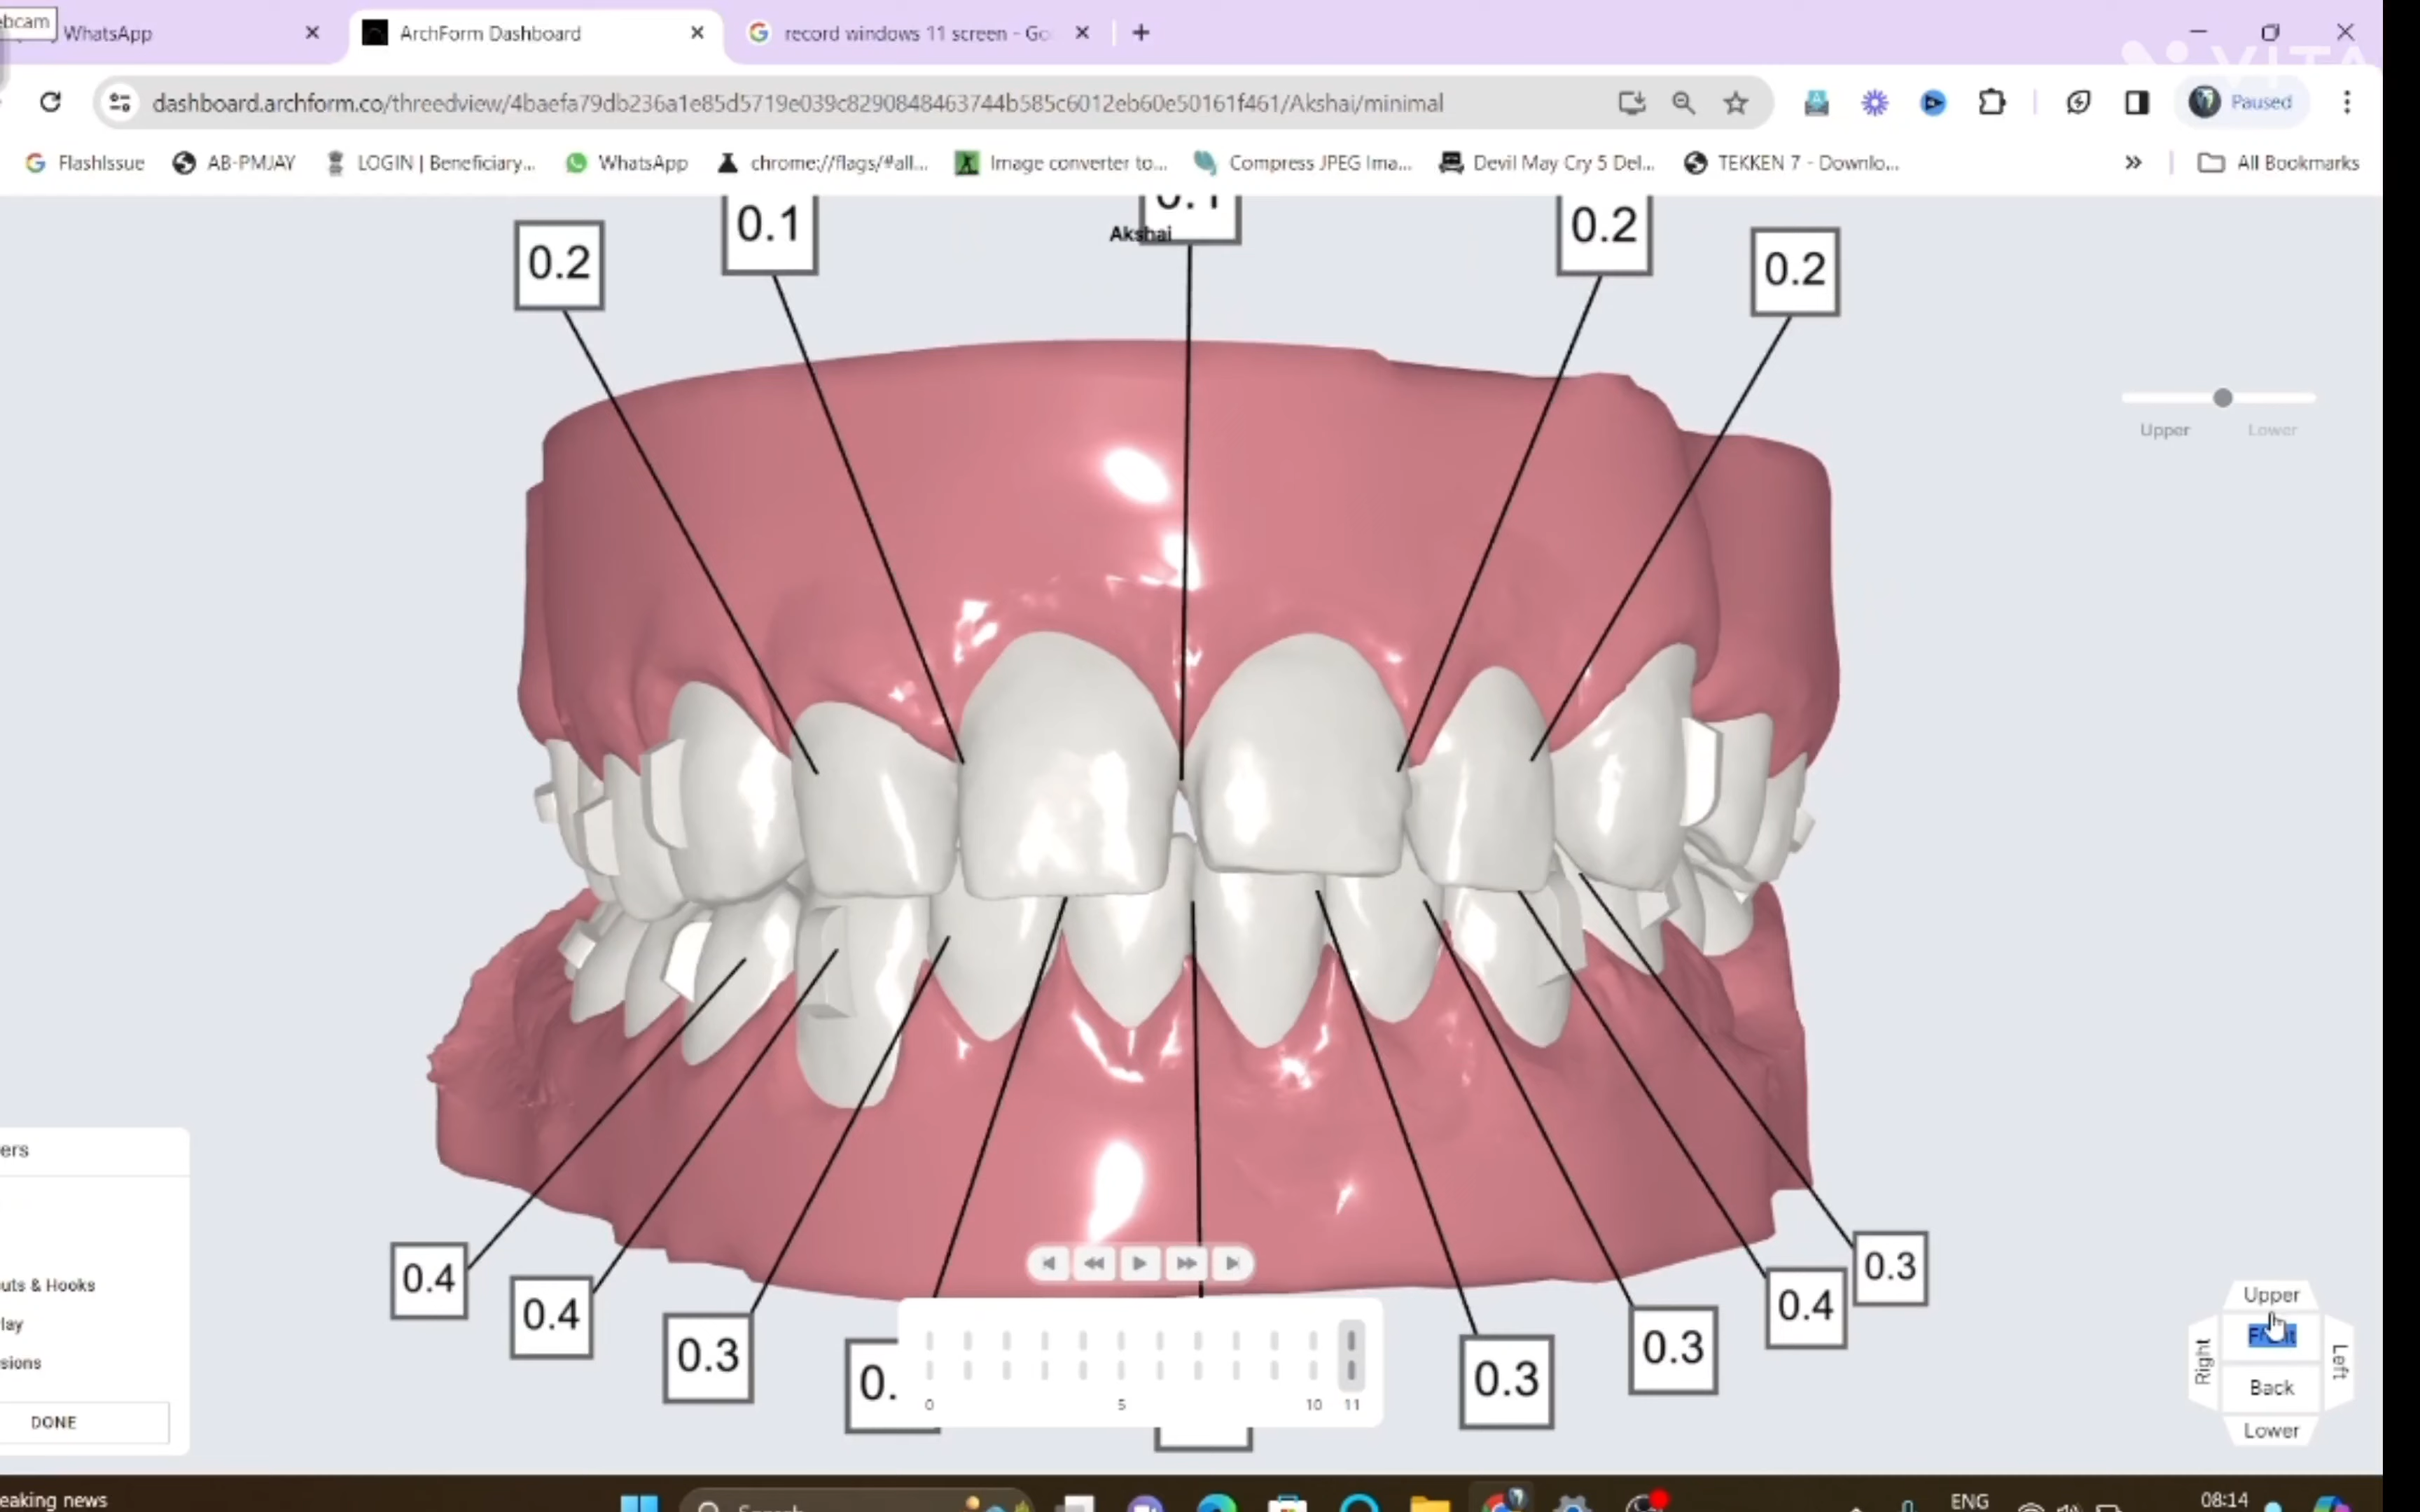 ebcam
WhatsApp
ArchForm Dashboard
record windows 11 screen - Go
VITA
dashboard.archform.co/threedview/4baefa79db236a1e85d5719e039c8290848463744b585c6012eb60e50161f461/Akshai/minimal
Paused
FlashIssue
AB-PMJAY
LOGIN | Beneficiary...
WhatsApp
chrome://flags/#all...
Image converter to...
Compress JPEG Ima...
Devil May Cry 5 Del...
TEKKEN 7 - Downlo...
All Bookmarks
0.2
0.1
0.1
0.2
0.2
Akshai
Upper
Lower
ers
uts & Hooks
lay
sions
DONE
0.4
0.4
0.3
0.
0.3
0.3
0.4
0.3
0
5
10
11
Upper
Right
Left
Back
Lower
eaking news
Search
ENG
08:14